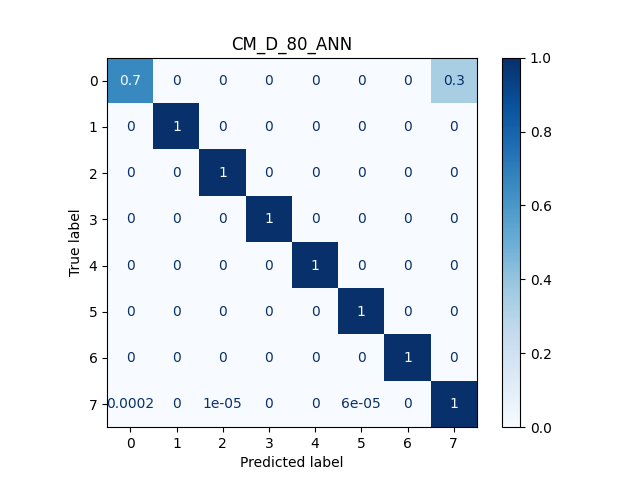 CM_D_80_ANN
0 0.7 0 0 0 0 0 0 0.3
1 0 1 0 0 0 0 0 0
2 0 0 1 0 0 0 0 0
3 0 0 0 1 0 0 0 0
4 0 0 0 0 1 0 0 0
5 0 0 0 0 0 1 0 0
6 0 0 0 0 0 0 1 0
7 0.0002 0 1e-05 0 0 6e-05 0 1
0 1 2 3 4 5 6 7
Predicted label
True label
1.0
0.8
0.6
0.4
0.2
0.0